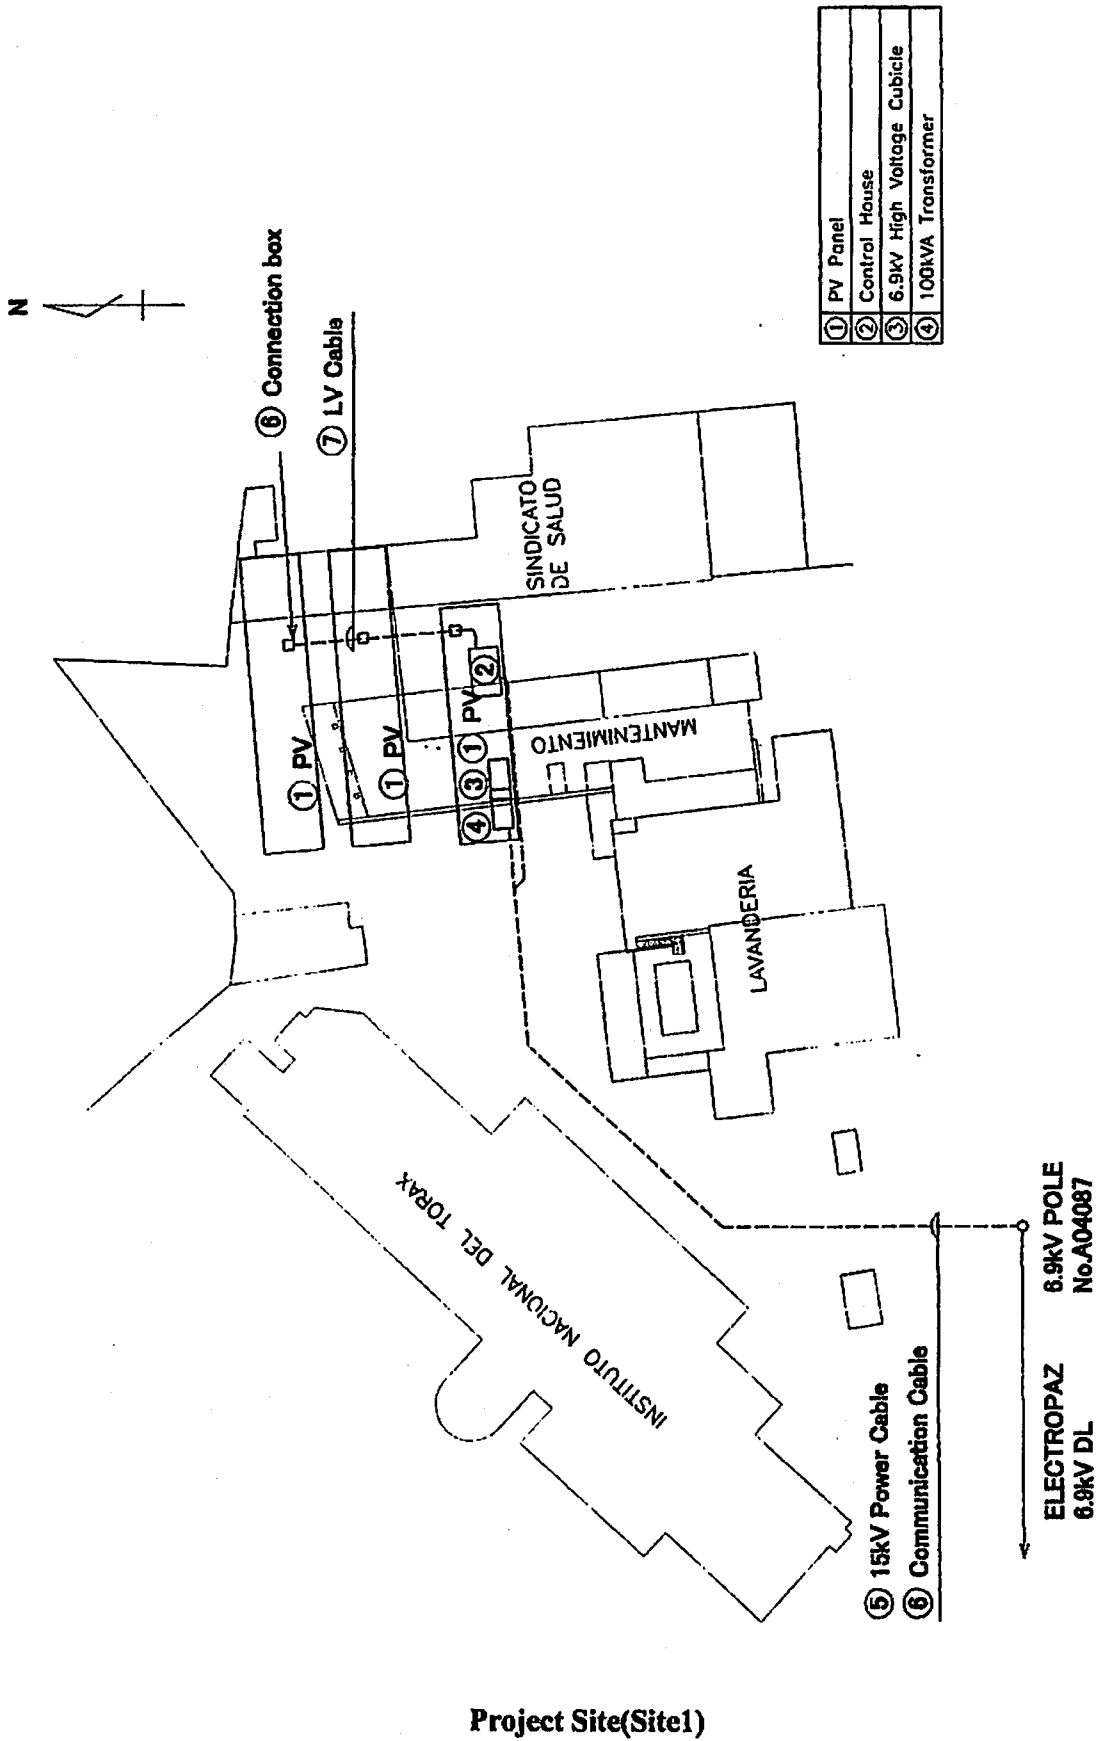 N
⑥ Connection box
⑦ LV Cable
① PV Panel
② Control House
③ 6.9kV High Voltage Cubicle
④ 100kVA Transformer
SINDICATO
DE SALUD
① PV
① PV
④ ③ ① PV ②
MANTENIMIENTO
LAVANDERIA
INSTITUTO NACIONAL DEL TORAX
⑤ 15kV Power Cable
⑥ Communication Cable
6.9kV POLE
No.A04087
ELECTROPAZ
6.9kV DL
Project Site(Site1)